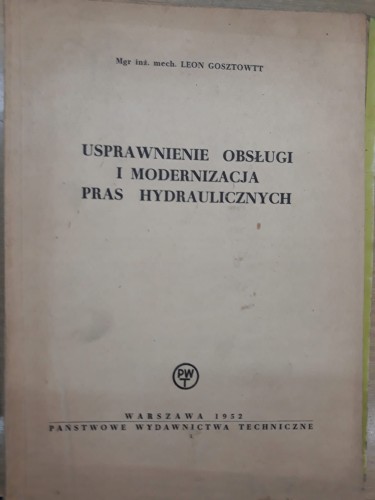 Mgr inż. mech. LEON GOSZTOWTT
USPRAWNIENIE OBSŁUGI
I MODERNIZACJA
PRAS HYDRAULICZNYCH
PWT
WARSZAWA 1952
PAŃSTWOWE WYDAWNICTWA TECHNICZNE